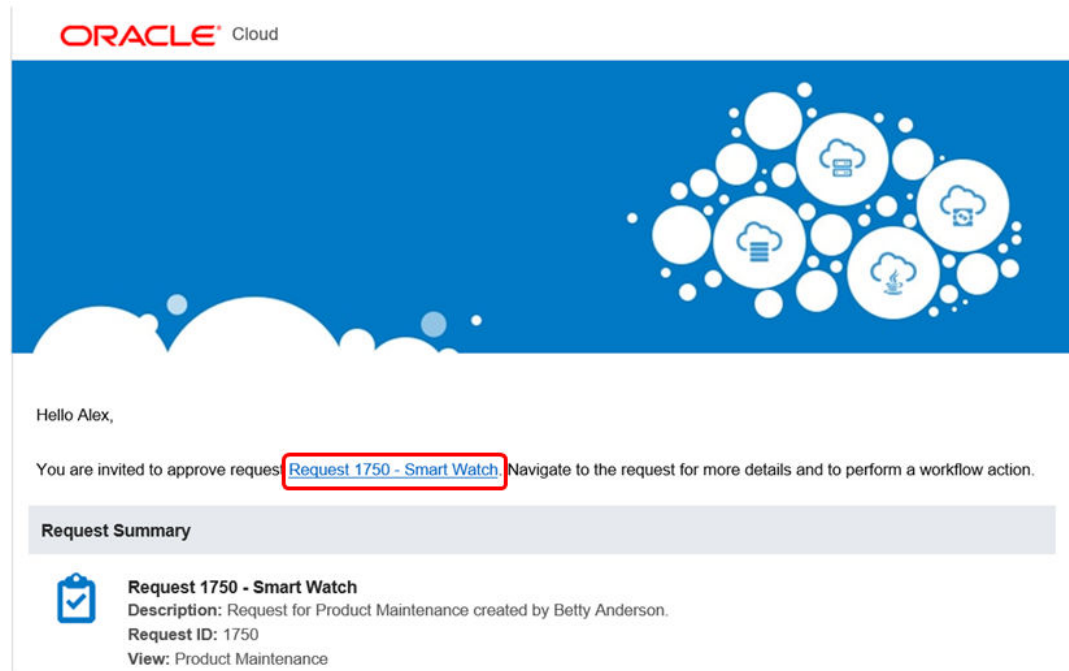 ORACLE® Cloud
Hello Alex,
You are invited to approve request Request 1750 - Smart Watch. Navigate to the request for more details and to perform a workflow action.
Request Summary
Request 1750 - Smart Watch
Description: Request for Product Maintenance created by Betty Anderson.
Request ID: 1750
View: Product Maintenance